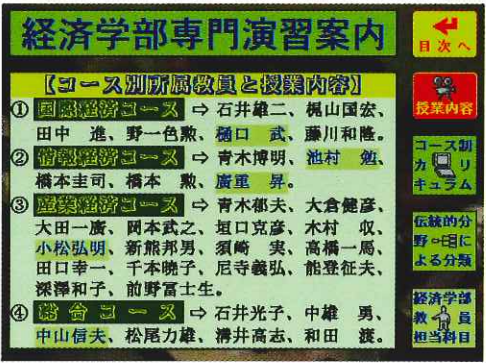 経済学部専門演習案内
目次へ
【コース別所属教員と授業内容】
① 国際経済コース ⇨ 石井雄二、梶山国宏、
田中 進、野一色勲、樋口 武、藤川和隆。
② 情報経済コース ⇨ 青木博明、池村 勉、
橋本圭司、橋本 勲、廣重 昇。
③ 産業経済コース ⇨ 青木郁夫、大倉健彦、
大田一廣、岡本武之、垣口克彦、木村 収、
小松弘明、新熊邦男、須崎 実、高橋一馬、
田口幸一、千本暁子、尼寺義弘、能登征夫、
深澤和子、前野富士生。
④ 総合コース ⇨ 石井光子、中雄 勇、
中山信夫、松尾力雄、溝井高志、和田 渡。
授業内容
コース別
カリ
キュラム
伝統的分
野に
よる分類
経済学部
教員
担当科目